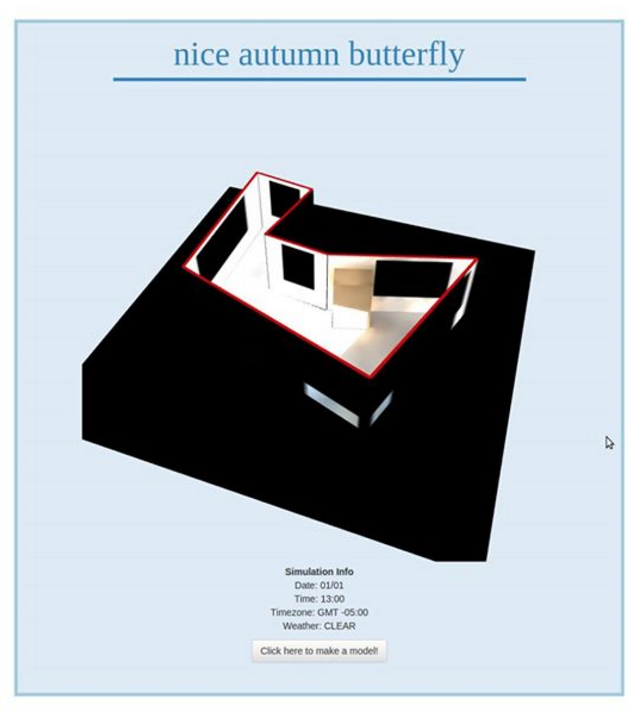 nice autumn butterfly
Simulation Info
Date: 01/01
Time: 13:00
Timezone: GMT -05:00
Weather: CLEAR
Click here to make a model!